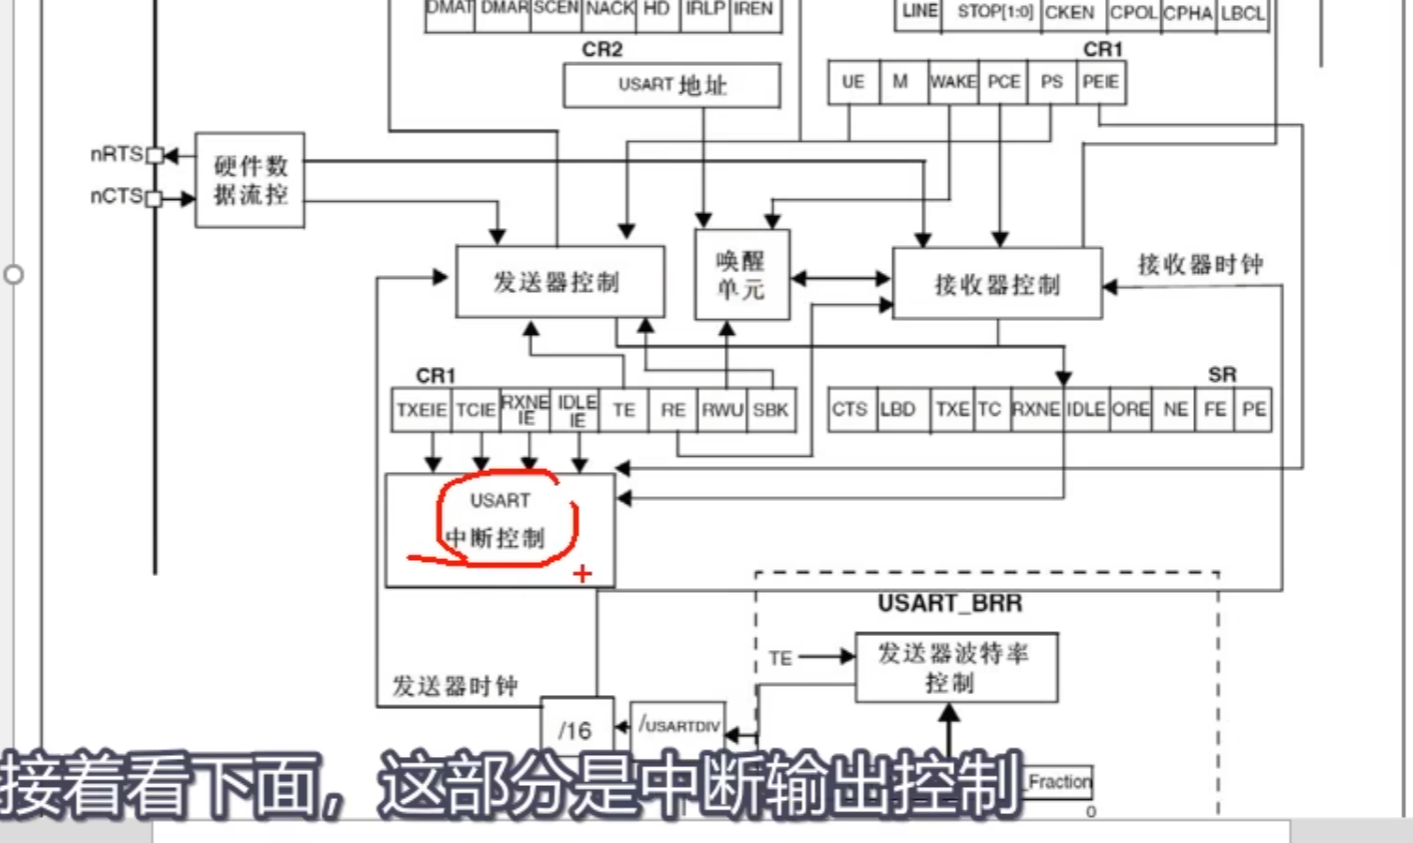 DMAT DMAR SCEN NACK HD IRLP IREN
LINE STOP[1:0] CKEN CPOL CPHA LBCL
CR2
CR1
USART 地址
UE M WAKE PCE PS PEIE
nRTS
nCTS
硬件数
据流控
发送器控制
唤醒
单元
接收器控制
接收器时钟
CR1
SR
TXEIE TCIE RXNE IE IDLE IE TE RE RWU SBK
CTS LBD TXE TC RXNE IDLE ORE NE FE PE
USART
中断控制
USART_BRR
TE
发送器波特率
控制
发送器时钟
/16
/USARTDIV
_Fraction
0
接着看下面，这部分是中断输出控制